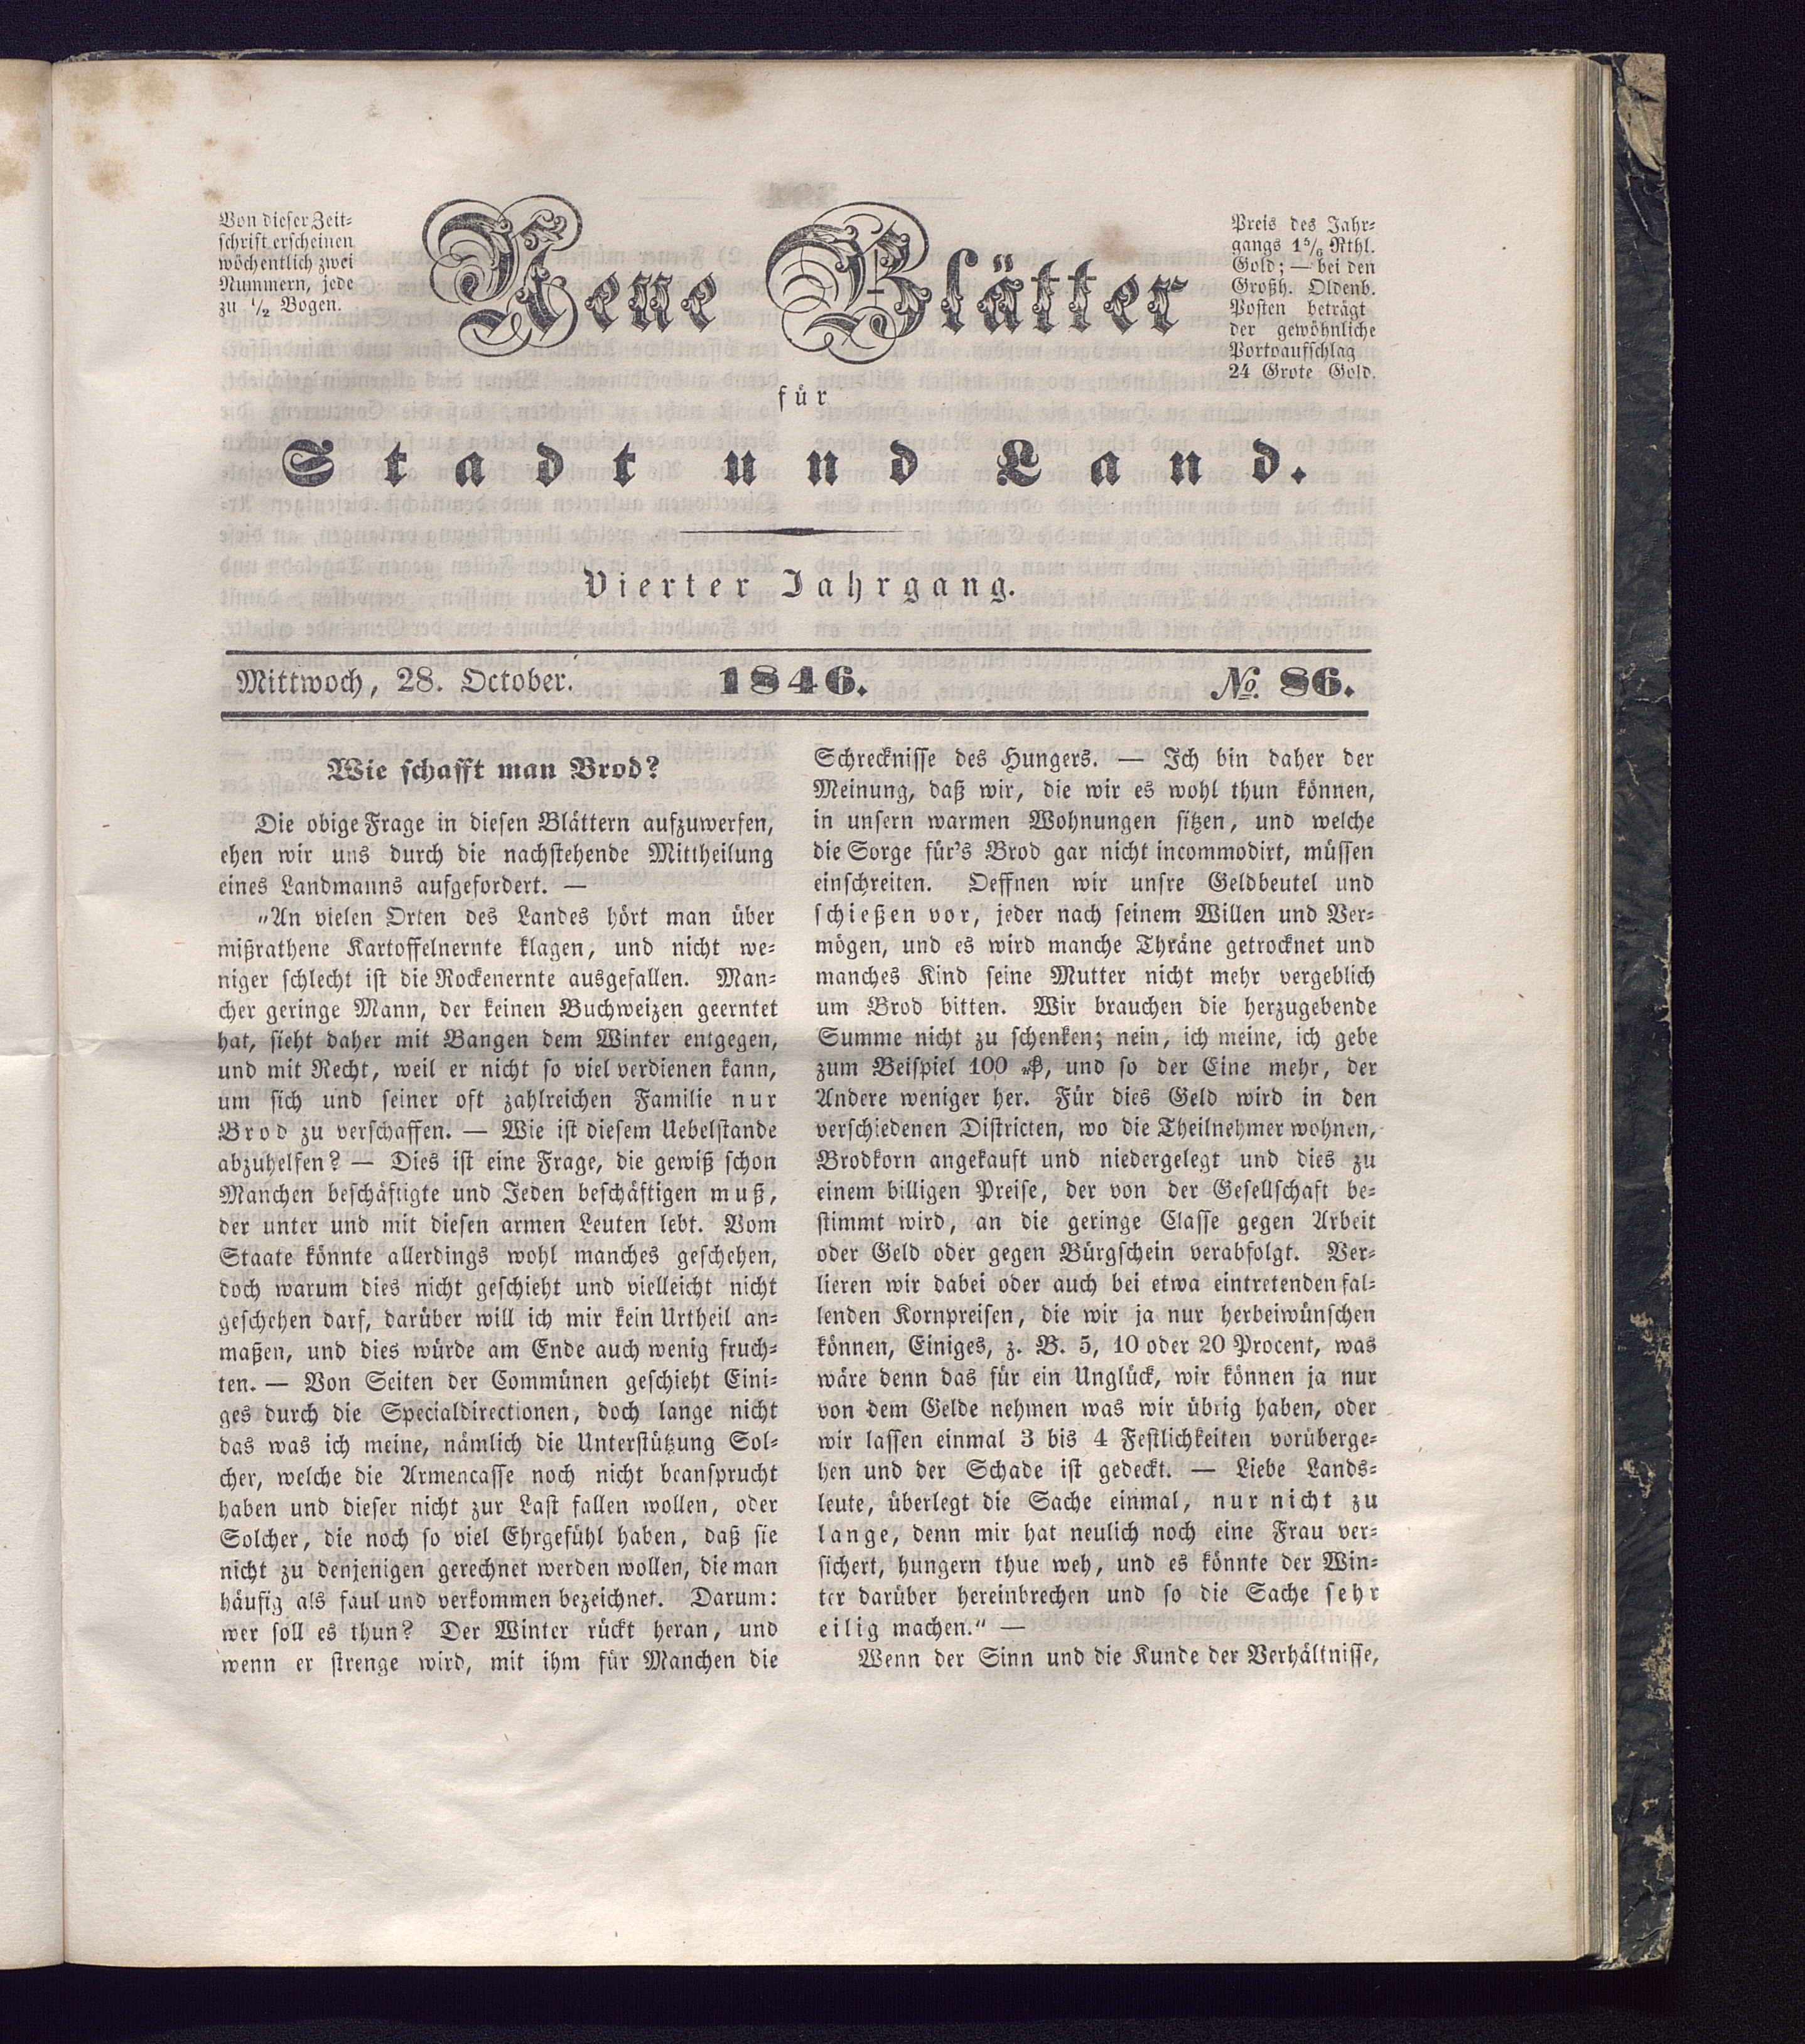 Von dieser Zeit-
schrift erscheinen
wöchentlich zwei
Nummern, jede
zu 1/2 Bogen.
Neue Blätter
Preis des Jahr-
gangs 1 5/6 Rthl.
Gold; — bei den
Großh. Oldenb.
Posten beträgt
der gewöhnliche
Portoaufschlag
24 Grote Gold.
für
Stadt und Land.
Vierter Jahrgang.
Mittwoch, 28. October. 1846. No. 86.
Wie schafft man Brod?
Die obige Frage in diesen Blättern aufzuwerfen,
ehen wir uns durch die nachstehende Mittheilung
eines Landmanns aufgefordert. —
„An vielen Orten des Landes hört man über
mißrathene Kartoffelnernte klagen, und nicht we-
niger schlecht ist die Rockenernte ausgefallen. Man-
cher geringe Mann, der keinen Buchweizen geerntet
hat, sieht daher mit Bangen dem Winter entgegen,
und mit Recht, weil er nicht so viel verdienen kann,
um sich und seiner oft zahlreichen Familie nur
Brod zu verschaffen. — Wie ist diesem Uebelstande
abzuhelfen? — Dies ist eine Frage, die gewiß schon
Manchen beschäftigte und Jeden beschäftigen muß,
der unter und mit diesen armen Leuten lebt. Vom
Staate könnte allerdings wohl manches geschehen,
doch warum dies nicht geschieht und vielleicht nicht
geschehen darf, darüber will ich mir kein Urtheil an-
maßen, und dies würde am Ende auch wenig fruch-
ten. — Von Seiten der Commünen geschieht Eini-
ges durch die Specialdirectionen, doch lange nicht
das was ich meine, nämlich die Unterstützung Sol-
cher, welche die Armencasse noch nicht beansprucht
haben und dieser nicht zur Last fallen wollen, oder
Solcher, die noch so viel Ehrgefühl haben, daß sie
nicht zu denjenigen gerechnet werden wollen, die man
häufig als faul und verkommen bezeichnet. Darum:
wer soll es thun? Der Winter rückt heran, und
wenn er strenge wird, mit ihm für Manchen die
Schrecknisse des Hungers. — Ich bin daher der
Meinung, daß wir, die wir es wohl thun können,
in unsern warmen Wohnungen sitzen, und welche
die Sorge für's Brod gar nicht incommodirt, müssen
einschreiten. Oeffnen wir unsre Geldbeutel und
schießen vor, jeder nach seinem Willen und Ver-
mögen, und es wird manche Thräne getrocknet und
manches Kind seine Mutter nicht mehr vergeblich
um Brod bitten. Wir brauchen die herzugebende
Summe nicht zu schenken; nein, ich meine, ich gebe
zum Beispiel 100 ₰, und so der Eine mehr, der
Andere weniger her. Für dies Geld wird in den
verschiedenen Districten, wo die Theilnehmer wohnen,
Brodkorn angekauft und niedergelegt und dies zu
einem billigen Preise, der von der Gesellschaft be-
stimmt wird, an die geringe Classe gegen Arbeit
oder Geld oder gegen Bürgschein verabfolgt. Ver-
lieren wir dabei oder auch bei etwa eintretenden fal-
lenden Kornpreisen, die wir ja nur herbeiwünschen
können, Einiges, z. B. 5, 10 oder 20 Procent, was
wäre denn das für ein Unglück, wir können ja nur
von dem Gelde nehmen was wir übrig haben, oder
wir lassen einmal 3 bis 4 Festlichkeiten vorüberge-
hen und der Schade ist gedeckt. — Liebe Lands-
leute, überlegt die Sache einmal, nur nicht zu
lange, denn mir hat neulich noch eine Frau ver-
sichert, hungern thue weh, und es könnte der Win-
ter darüber hereinbrechen und so die Sache sehr
eilig machen.“ —
Wenn der Sinn und die Kunde der Verhältnisse,